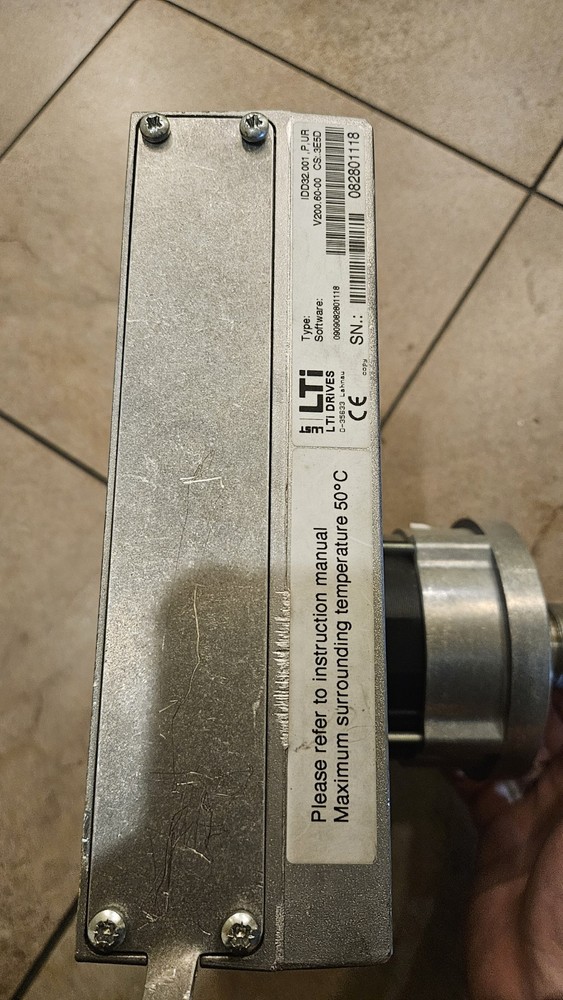 LTi
LTi DRIVES
D-35633 Lahnau
CE
copy
Type: IDD32.001 ,P,UR
Software: V200.60-00 CS:.3E5D
0909082801118
SN.: 082801118
Please refer to instruction manual
Maximum surrounding temperature 50°C